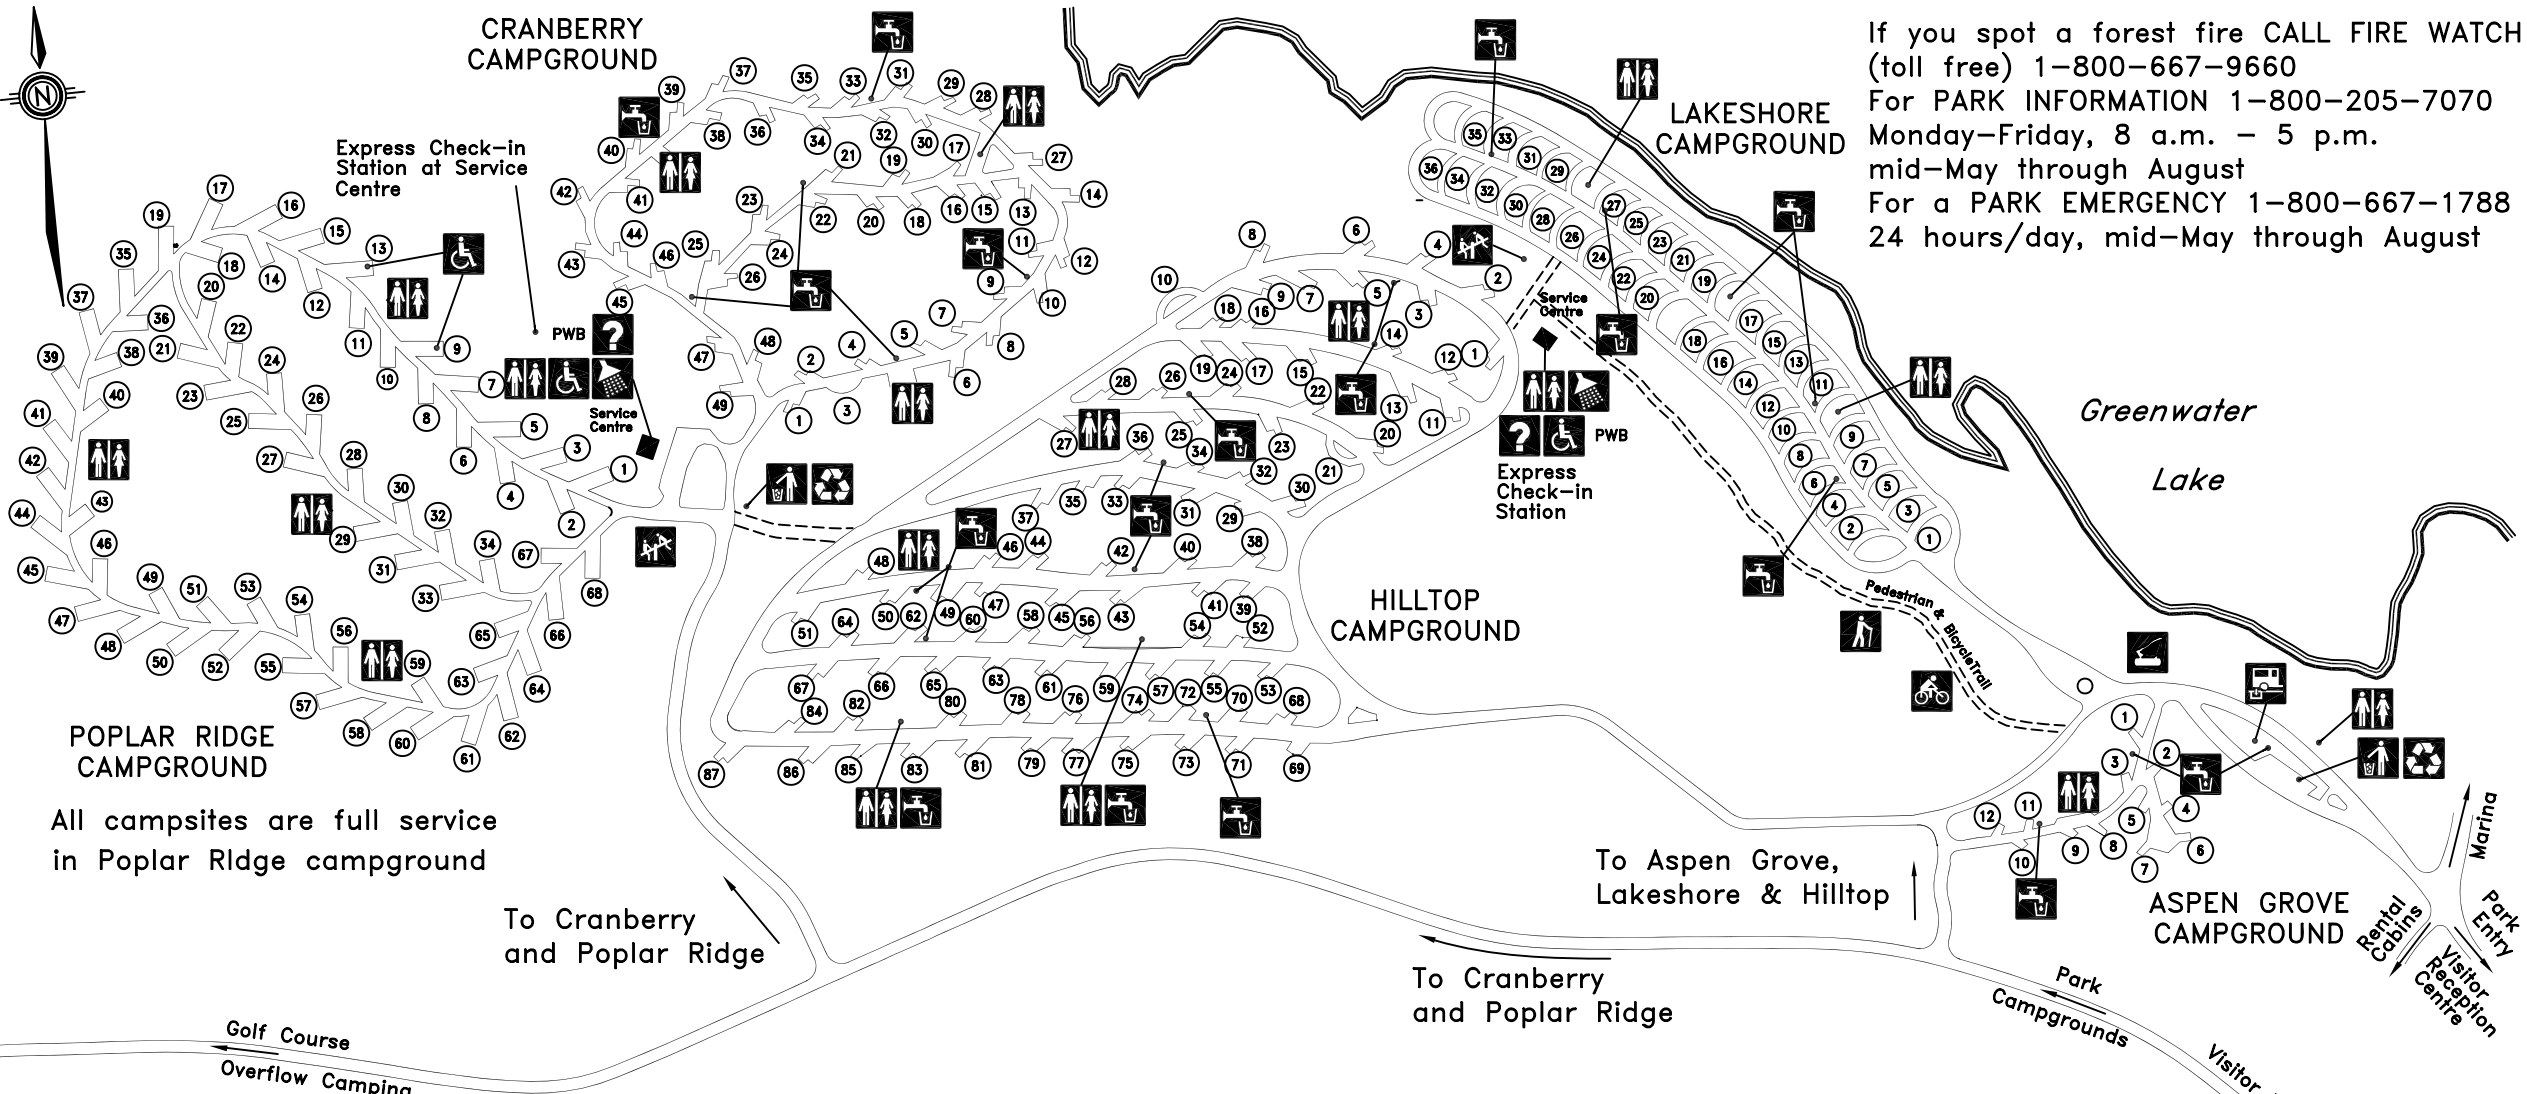 CRANBERRY
CAMPGROUND
If you spot a forest fire CALL FIRE WATCH
(toll free) 1-800-667-9660
For PARK INFORMATION 1-800-205-7070
Monday-Friday, 8 a.m. - 5 p.m.
mid-May through August
For a PARK EMERGENCY 1-800-667-1788
24 hours/day, mid-May through August
N
LAKESHORE
CAMPGROUND
Express Check-in
Station at Service
Centre
PWB
?
Service
Centre
Service
Centre
?
PWB
Express
Check-in
Station
Greenwater
Lake
Pedestrian & BicycleTrail
HILLTOP
CAMPGROUND
POPLAR RIDGE
CAMPGROUND
All campsites are full service
in Poplar RIdge campground
To Cranberry
and Poplar Ridge
To Aspen Grove,
Lakeshore & Hilltop
ASPEN GROVE
CAMPGROUND
Marina
Park
Entry
Rental
Cabins
Visitor
Reception
Centre
To Cranberry
and Poplar Ridge
Park
Campgrounds
Visitor
Golf Course
Overflow Camping